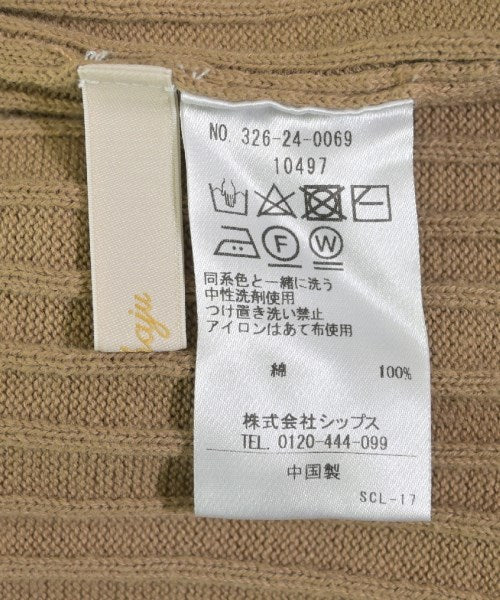 NO. 326-24-0069
10497
F
W
同系色と一緒に洗う
中性洗剤使用
つけ置き洗い禁止
アイロンはあて布使用
綿 100%
株式会社シップス
TEL. 0120-444-099
中国製
SCL-17